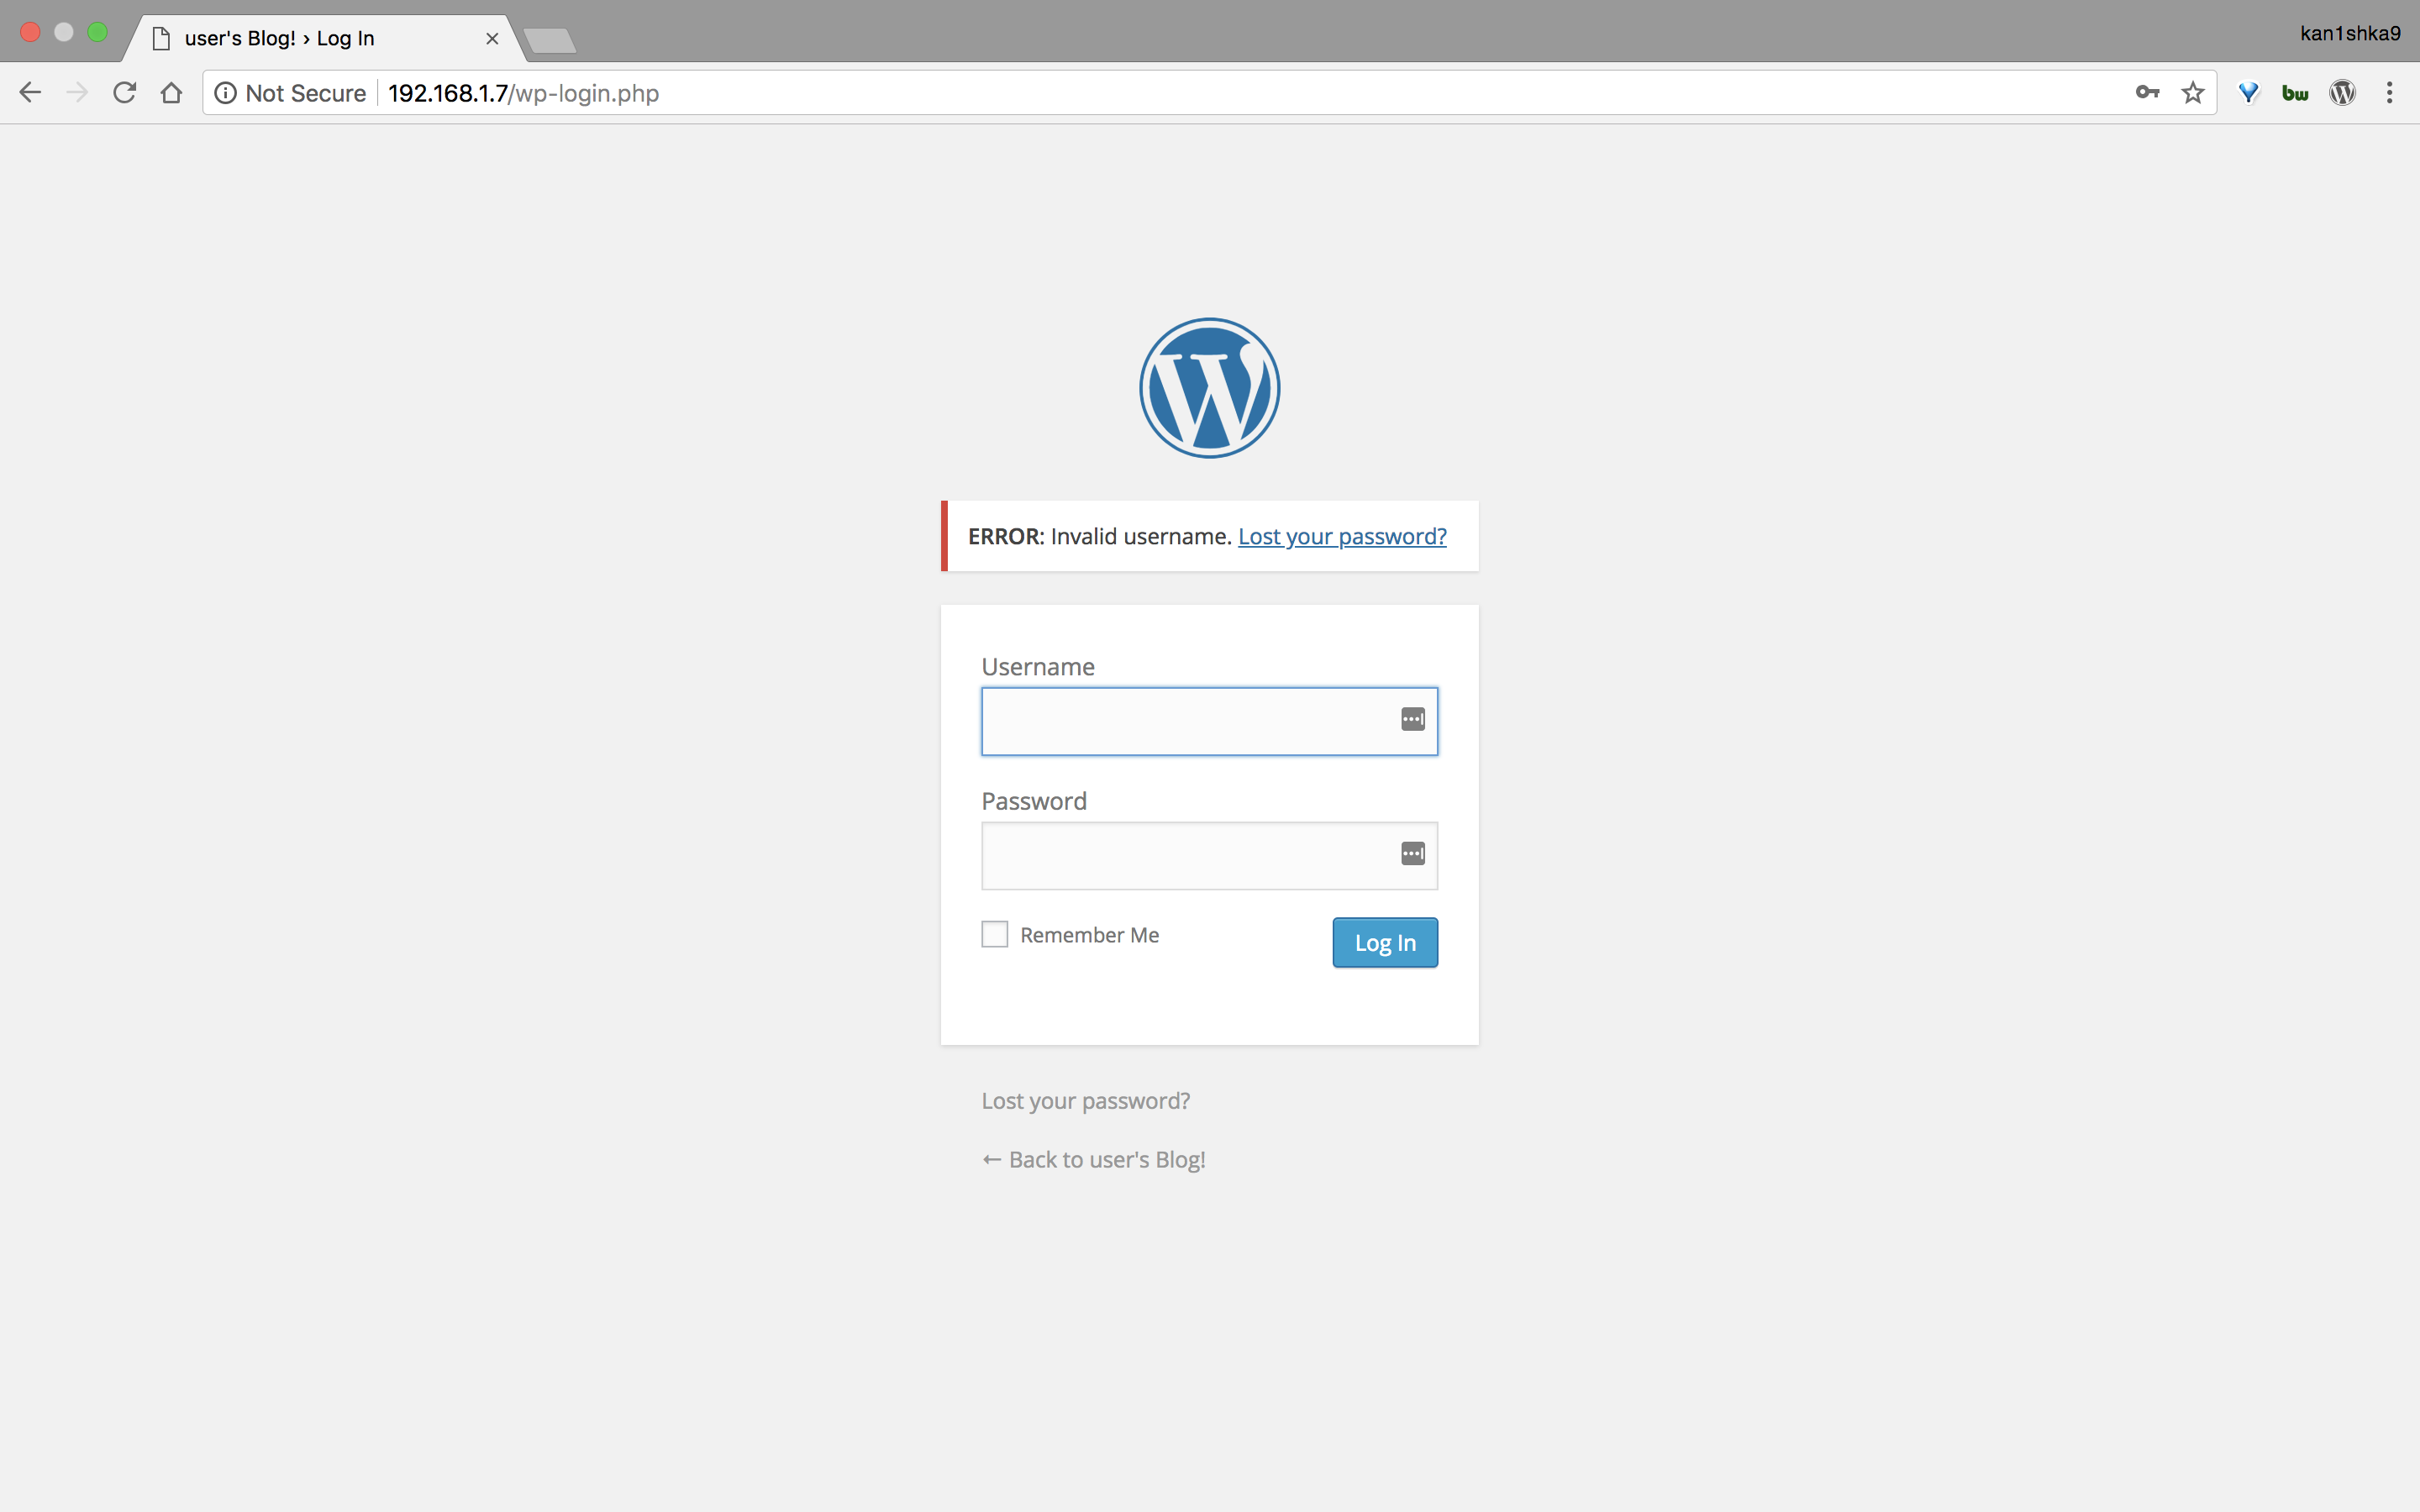 user's Blog! › Log In
kan1shka9
Not Secure 192.168.1.7/wp-login.php
bw
ERROR: Invalid username. Lost your password?
Username
Password
Remember Me
Log In
Lost your password?
← Back to user's Blog!